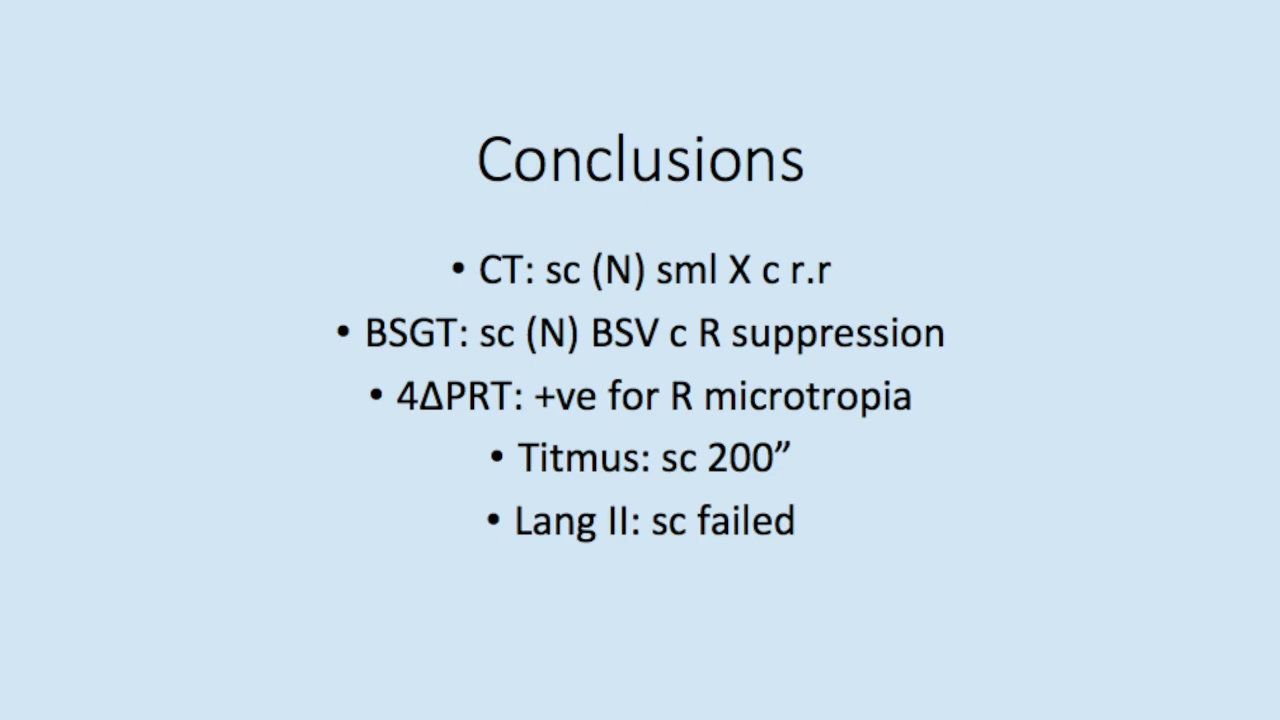 Conclusions
• CT: sc (N) sml X c r.r
• BSGT: sc (N) BSV c R suppression
• 4ΔPRT: +ve for R microtropia
• Titmus: sc 200”
• Lang II: sc failed